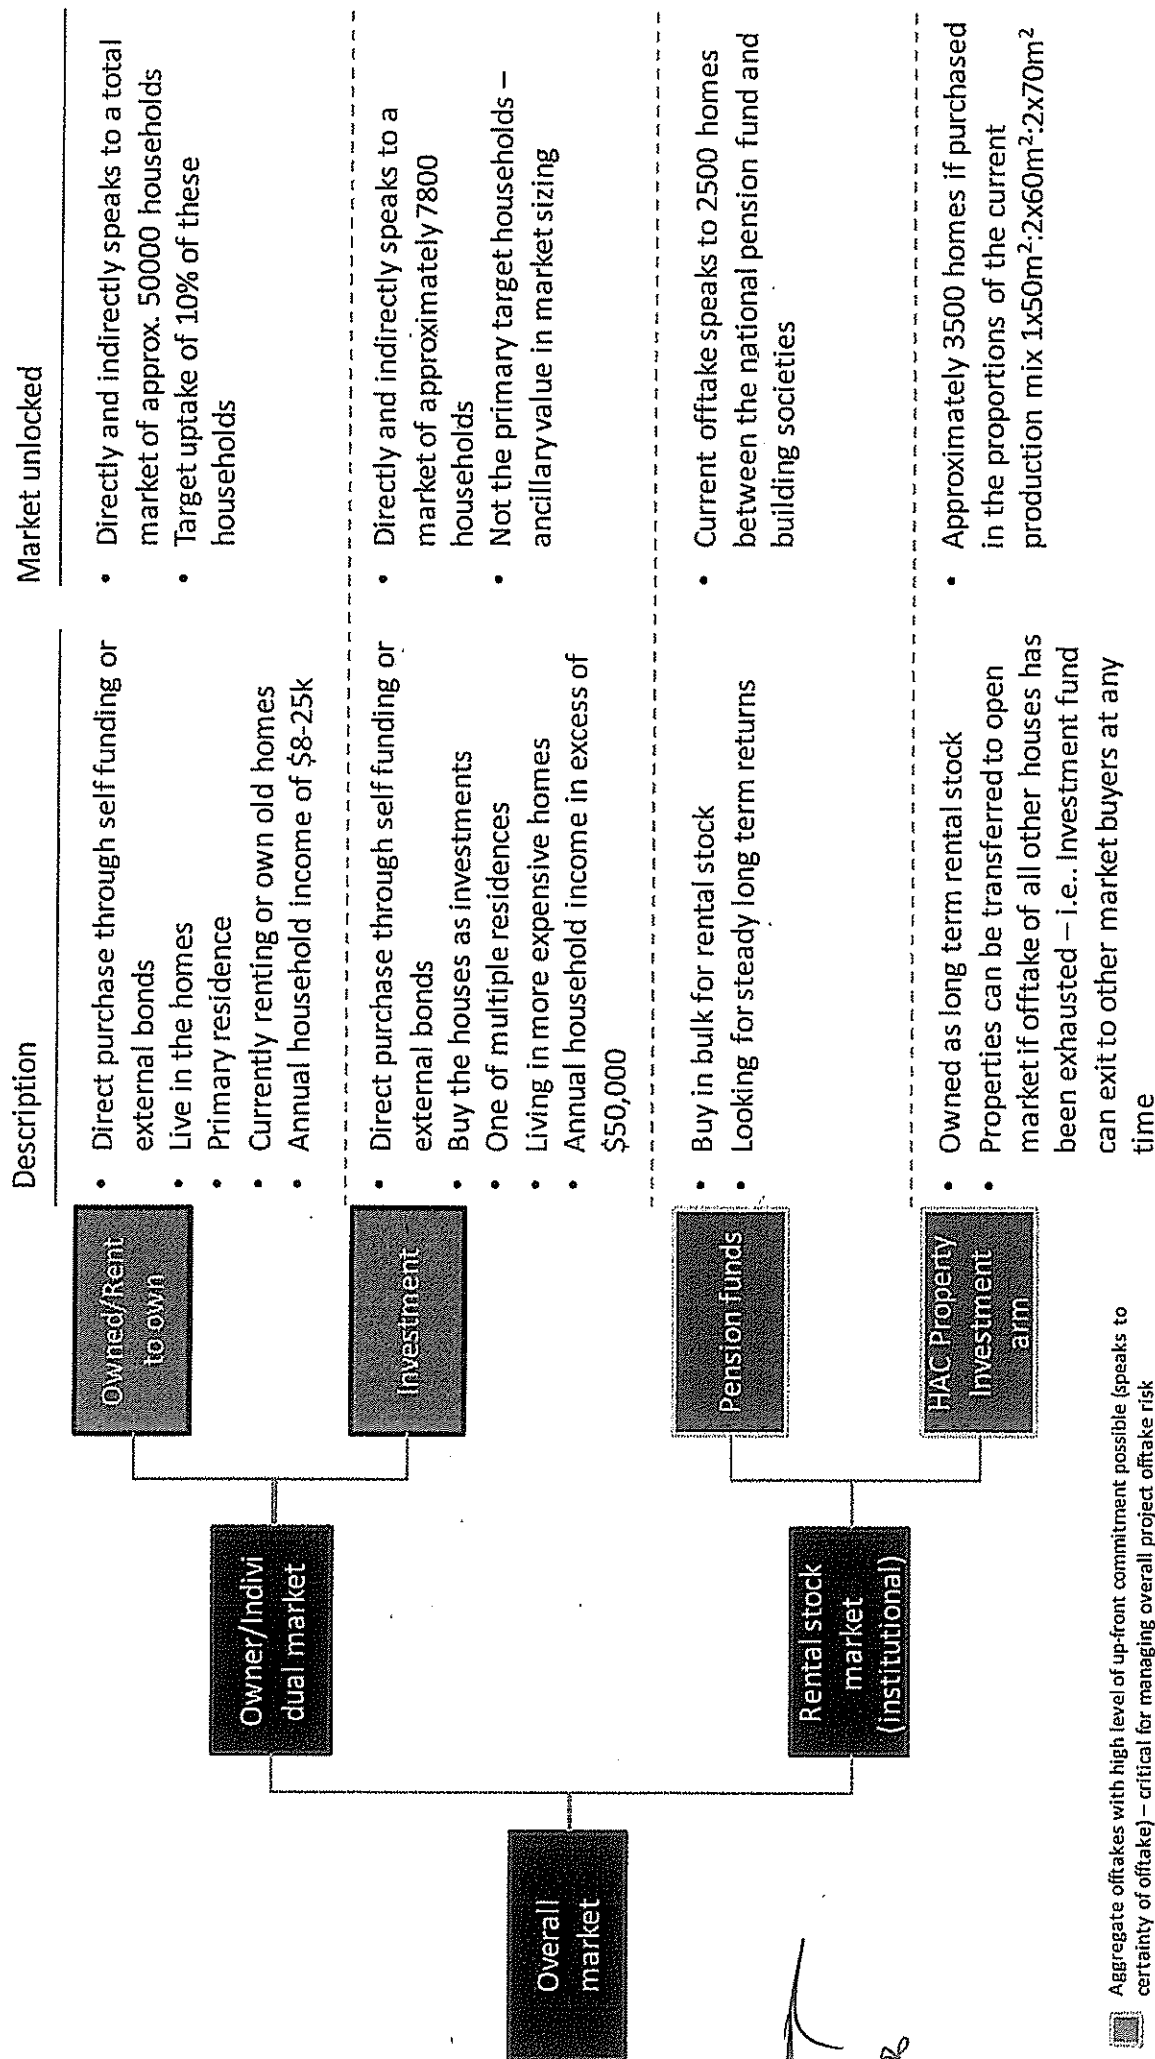 Description
Market unlocked
Overall
market
Owner/Indivi
dual market
Owned/Rent
to own
• Direct purchase through self funding or
external bonds
• Live in the homes
• Primary residence
• Currently renting or own old homes
• Annual household income of $8-25k
• Directly and indirectly speaks to a total
market of approx. 50000 households
• Target uptake of 10% of these
households
Investment
• Direct purchase through self funding or
external bonds
• Buy the houses as investments
• One of multiple residences
• Living in more expensive homes
• Annual household income in excess of
$50,000
• Directly and indirectly speaks to a
market of approximately 7800
households
• Not the primary target households –
ancillary value in market sizing
Rental stock
market
(institutional)
Pension funds
• Buy in bulk for rental stock
• Looking for steady long term returns
• Current offtake speaks to 2500 homes
between the national pension fund and
building societies
HAC Property
Investment
arm
• Owned as long term rental stock
• Properties can be transferred to open
market if offtake of all other houses has
been exhausted – i.e.. Investment fund
can exit to other market buyers at any
time
• Approximately 3500 homes if purchased
in the proportions of the current
production mix 1x50m²:2x60m²:2x70m²
Aggregate offtakes with high level of up-front commitment possible (speaks to
certainty of offtake) – critical for managing overall project offtake risk